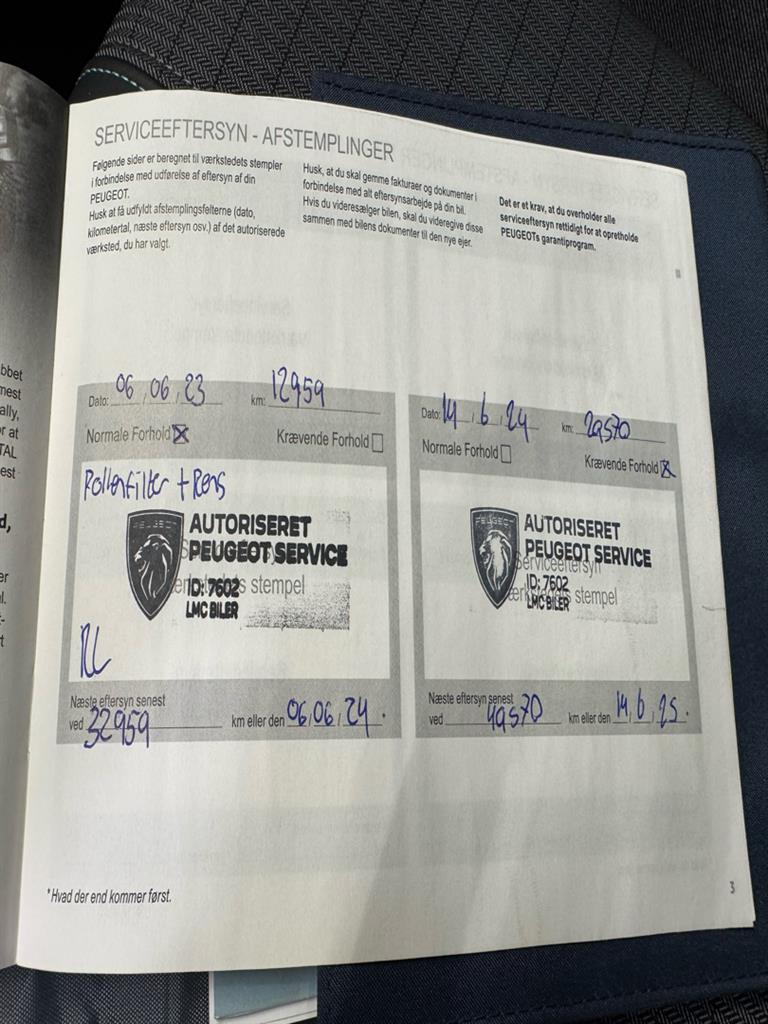 SERVICEEFTERSYN - AFSTEMPLINGER
Følgende sider er beregnet til værkstedets stempler
i forbindelse med udførelse af eftersyn af din
PEUGEOT.
Husk at få udfyldt afstemplingsfelterne (dato,
kilometertal, næste eftersyn osv.) af det autoriserede
værksted, du har valgt.
Husk, at du skal gemme fakturaer og dokumenter i
forbindelse med alt eftersynsarbejde på din bil.
Hvis du videresælger bilen, skal du videregive disse
sammen med bilens dokumenter til den nye ejer.
Det er et krav, at du overholder alle
serviceeftersyn rettidigt for at opretholde
PEUGEOTs garantiprogram.
Dato: 06, 06, 23 km: 12959
Normale Forhold Krævende Forhold
Pollenfilter + Rens
PEUGEOT
AUTORISERET
PEUGEOT SERVICE
ID: 7602
LMC BILER
stempel
Næste eftersyn senest
ved 32959 km eller den 06,06,24.
Dato: 14, 6, 24 km: 29570
Normale Forhold Krævende Forhold
PEUGEOT
AUTORISERET
PEUGEOT SERVICE
Serviceeftersyn
ID: 7602
LMC BILER
stempel
Næste eftersyn senest
ved 49570 km eller den 14, 6, 25.
* Hvad der end kommer først.
3